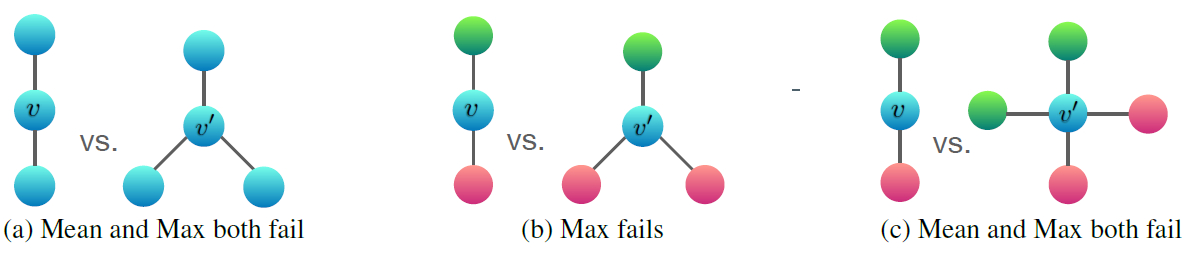 v
vs.
v′
(a) Mean and Max both fail
v
vs.
v′
(b) Max fails
-
v
vs.
v′
(c) Mean and Max both fail